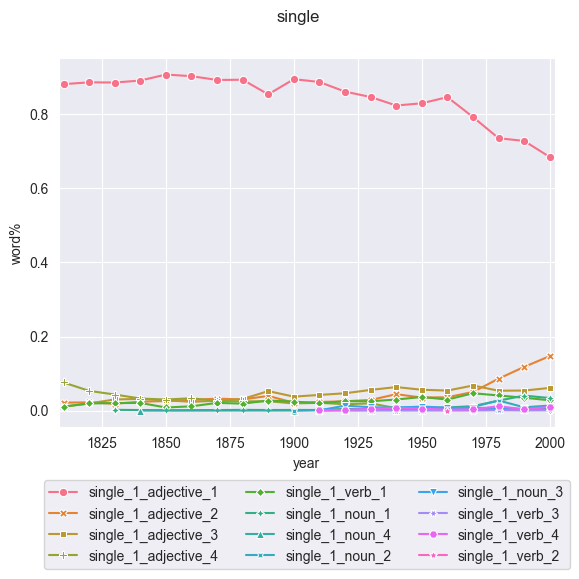 single
word%
0.8
0.6
0.4
0.2
0.0
1825 1850 1875 1900 1925 1950 1975 2000
year
single_1_adjective_1 single_1_verb_1 single_1_noun_3
single_1_adjective_2 single_1_noun_1 single_1_verb_3
single_1_adjective_3 single_1_noun_4 single_1_verb_4
single_1_adjective_4 single_1_noun_2 single_1_verb_2